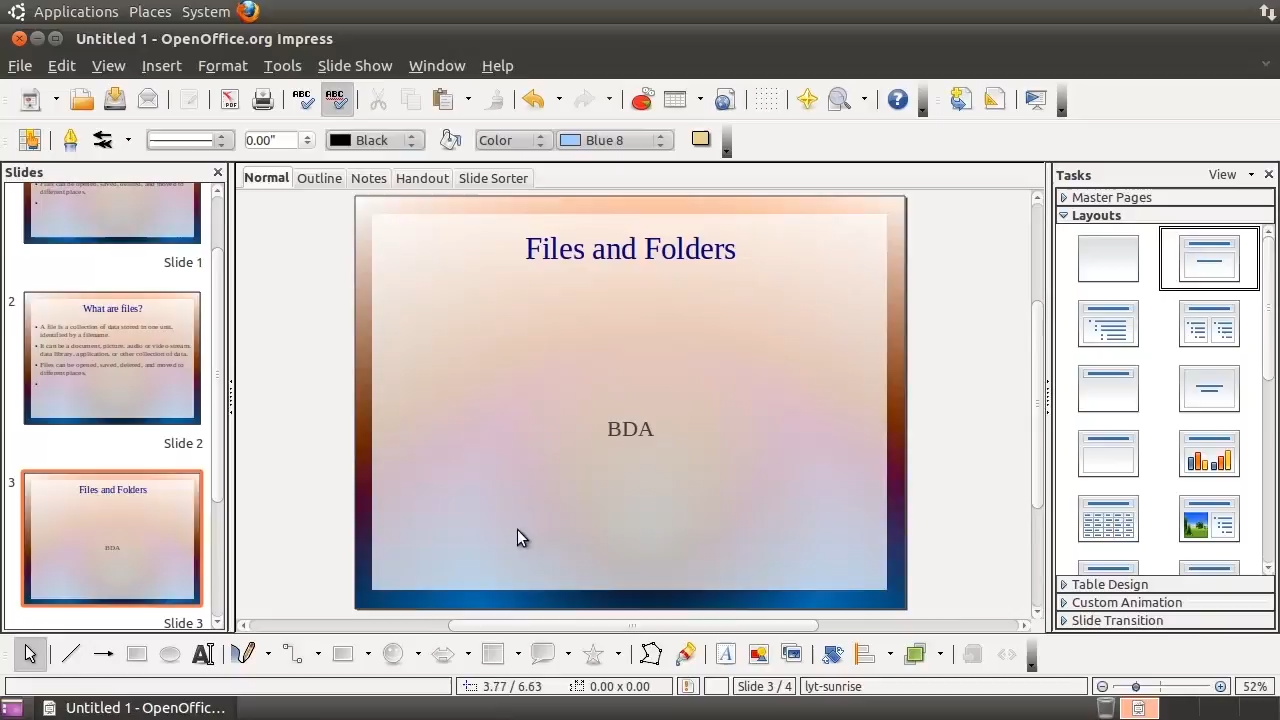 Applications Places System
Untitled 1 - OpenOffice.org Impress
File Edit View Insert Format Tools Slide Show Window Help
0.00" Black Color Blue 8
Slides
Normal Outline Notes Handout Slide Sorter
Tasks View
Master Pages
Layouts
different places.
Slide 1
2
What are files?
• A file is a collection of data stored in one unit,
identified by a filename.
• It can be a document, picture, audio or video stream,
data library, application, or other collection of data.
• Files can be opened, saved, deleted, and moved to
different places.
•
Slide 2
3
Files and Folders
BDA
Slide 3
Files and Folders
BDA
Table Design
Custom Animation
Slide Transition
3.77 / 6.63 0.00 x 0.00 Slide 3 / 4 lyt-sunrise 52%
Untitled 1 - OpenOffic...